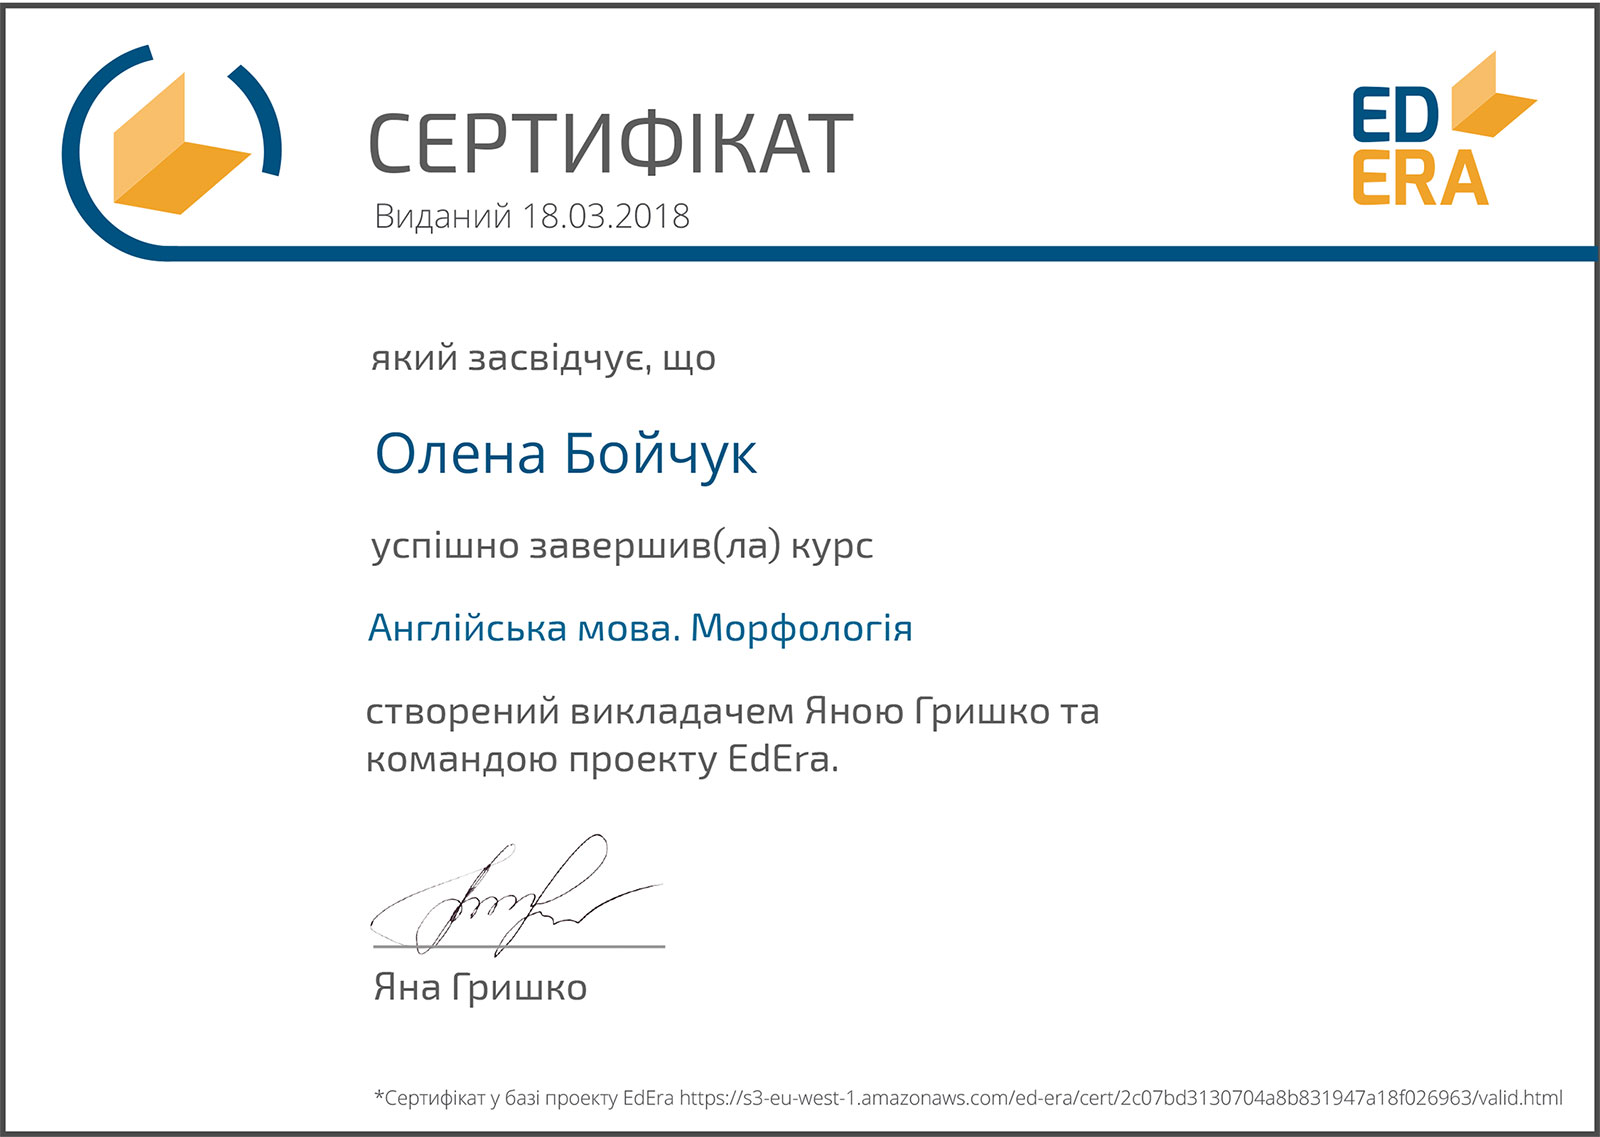 СЕРТИФІКАТ
Виданий 18.03.2018
ED
ERA
який засвідчує, що
Олена Бойчук
успішно завершив(ла) курс
Англійська мова. Морфологія
створений викладачем Яною Гришко та
командою проекту EdEra.
Яна Гришко
*Сертифікат у базі проекту EdEra https://s3-eu-west-1.amazonaws.com/ed-era/cert/2c07bd3130704a8b831947a18f026963/valid.html